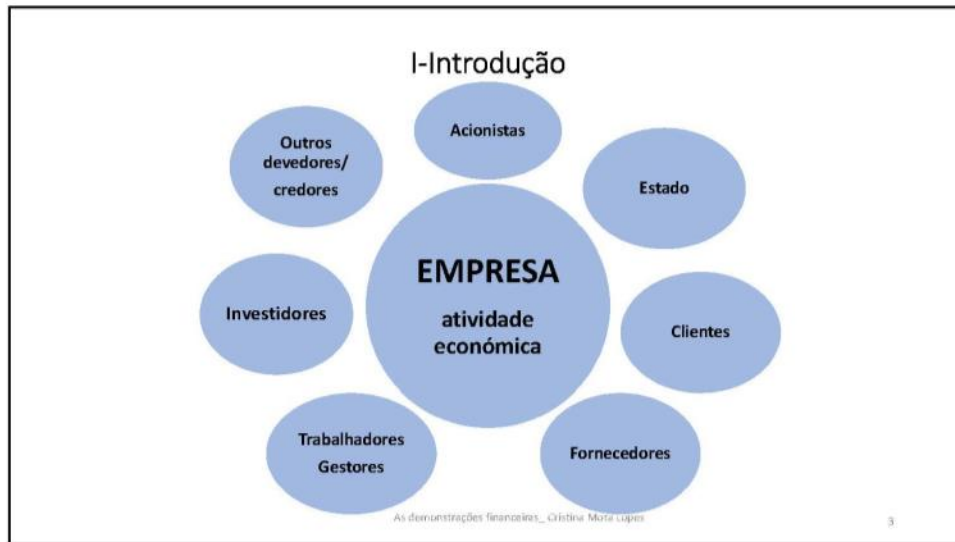 I-Introdução
Acionistas
Outros
devedores/
credores
Estado
EMPRESA
atividade
económica
Investidores
Clientes
Trabalhadores
Gestores
Fornecedores
As demonstrações financeiras_ Cristina Mota Lopes
3